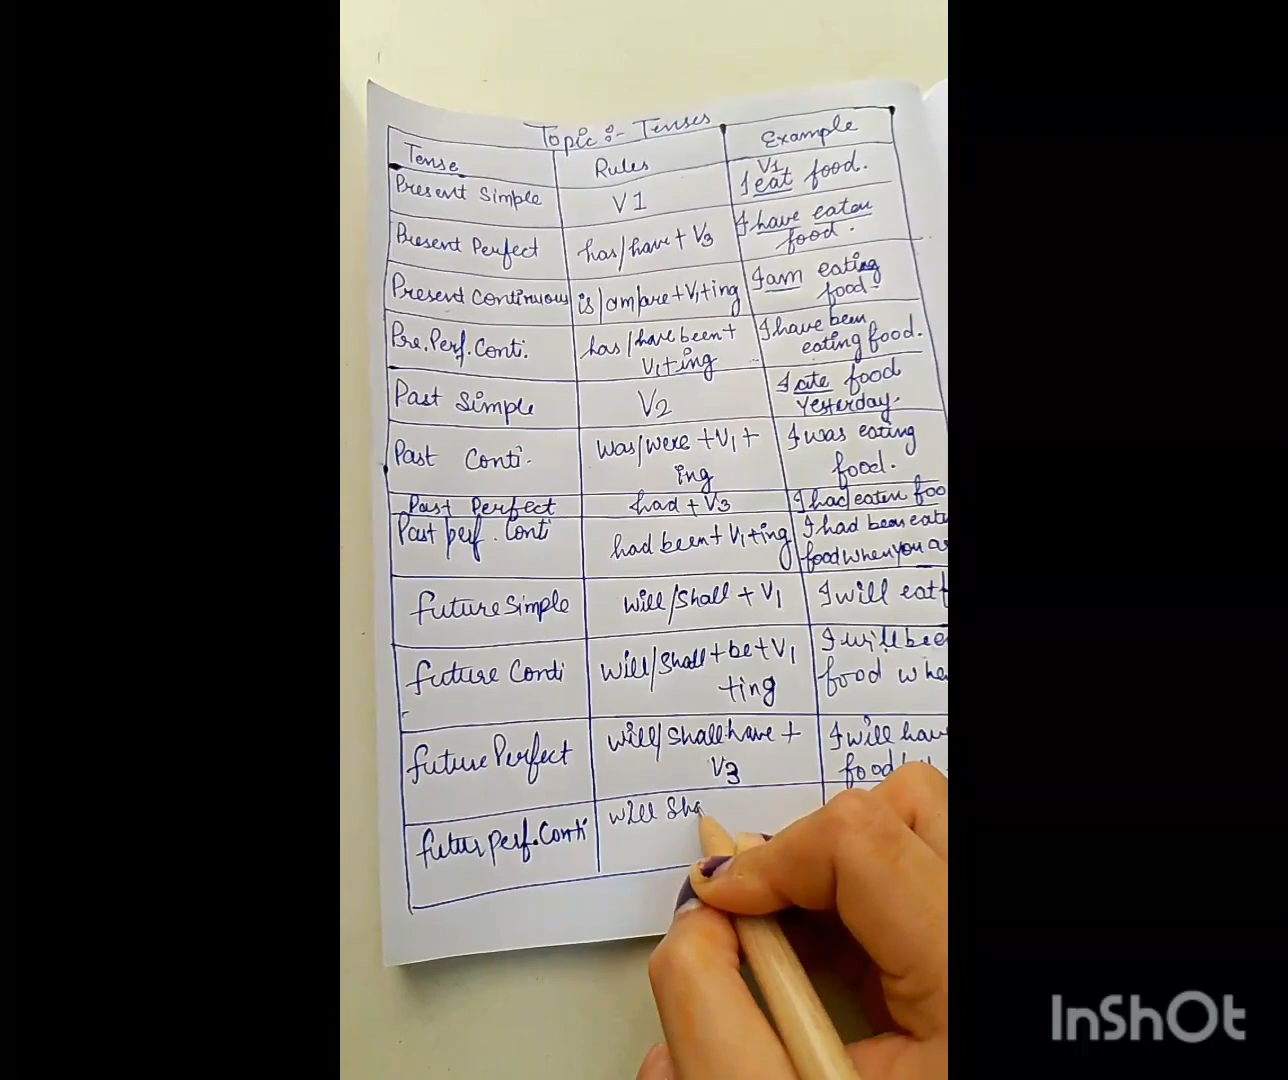 Topic :- Tenses
Tense Rules Example
Present Simple V1 V1
I eat food.
Present Perfect has/have + V3 I have eaten
food.
Present Continuous is/am/are + V1 + ing I am eating
food.
Pre. Perf. Conti. has/have been + I have been
V1 + ing eating food.
Past Simple V2 I ate food
Yesterday.
Past Conti. was/were + V1 + I was eating
ing food.
Past Perfect had + V3 I had eaten foo
Past perf. Conti had been + V1 + ing I had been eati
food when you a
future Simple will/shall + V1 I will eat f
future Conti will/shall + be + V1 I will bee
+ing food whe
future Perfect will/shall have + I will hav
V3 food
futur perf. Conti will Sha
InShOt